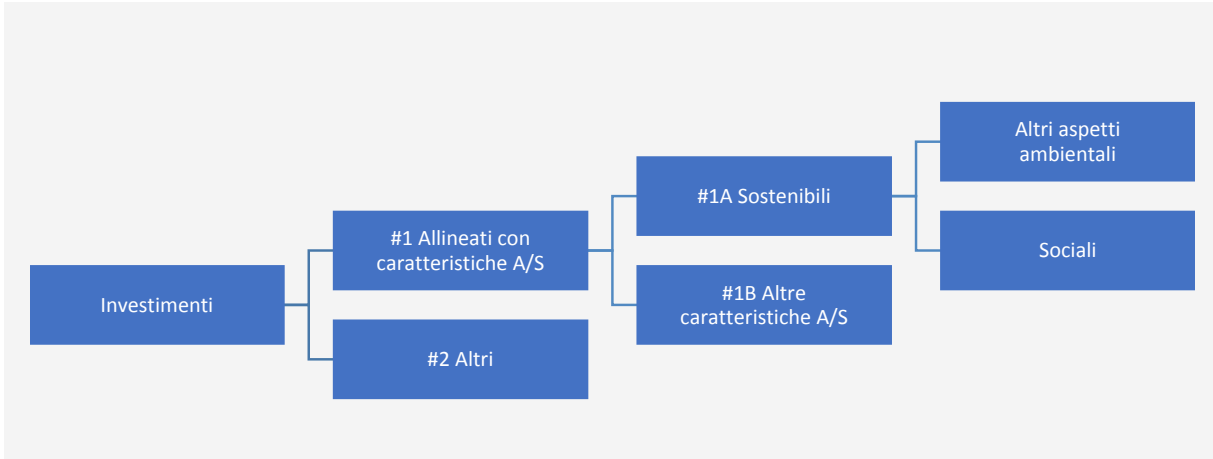 Investimenti
#1 Allineati con
caratteristiche A/S
#2 Altri
#1A Sostenibili
#1B Altre
caratteristiche A/S
Altri aspetti
ambientali
Sociali